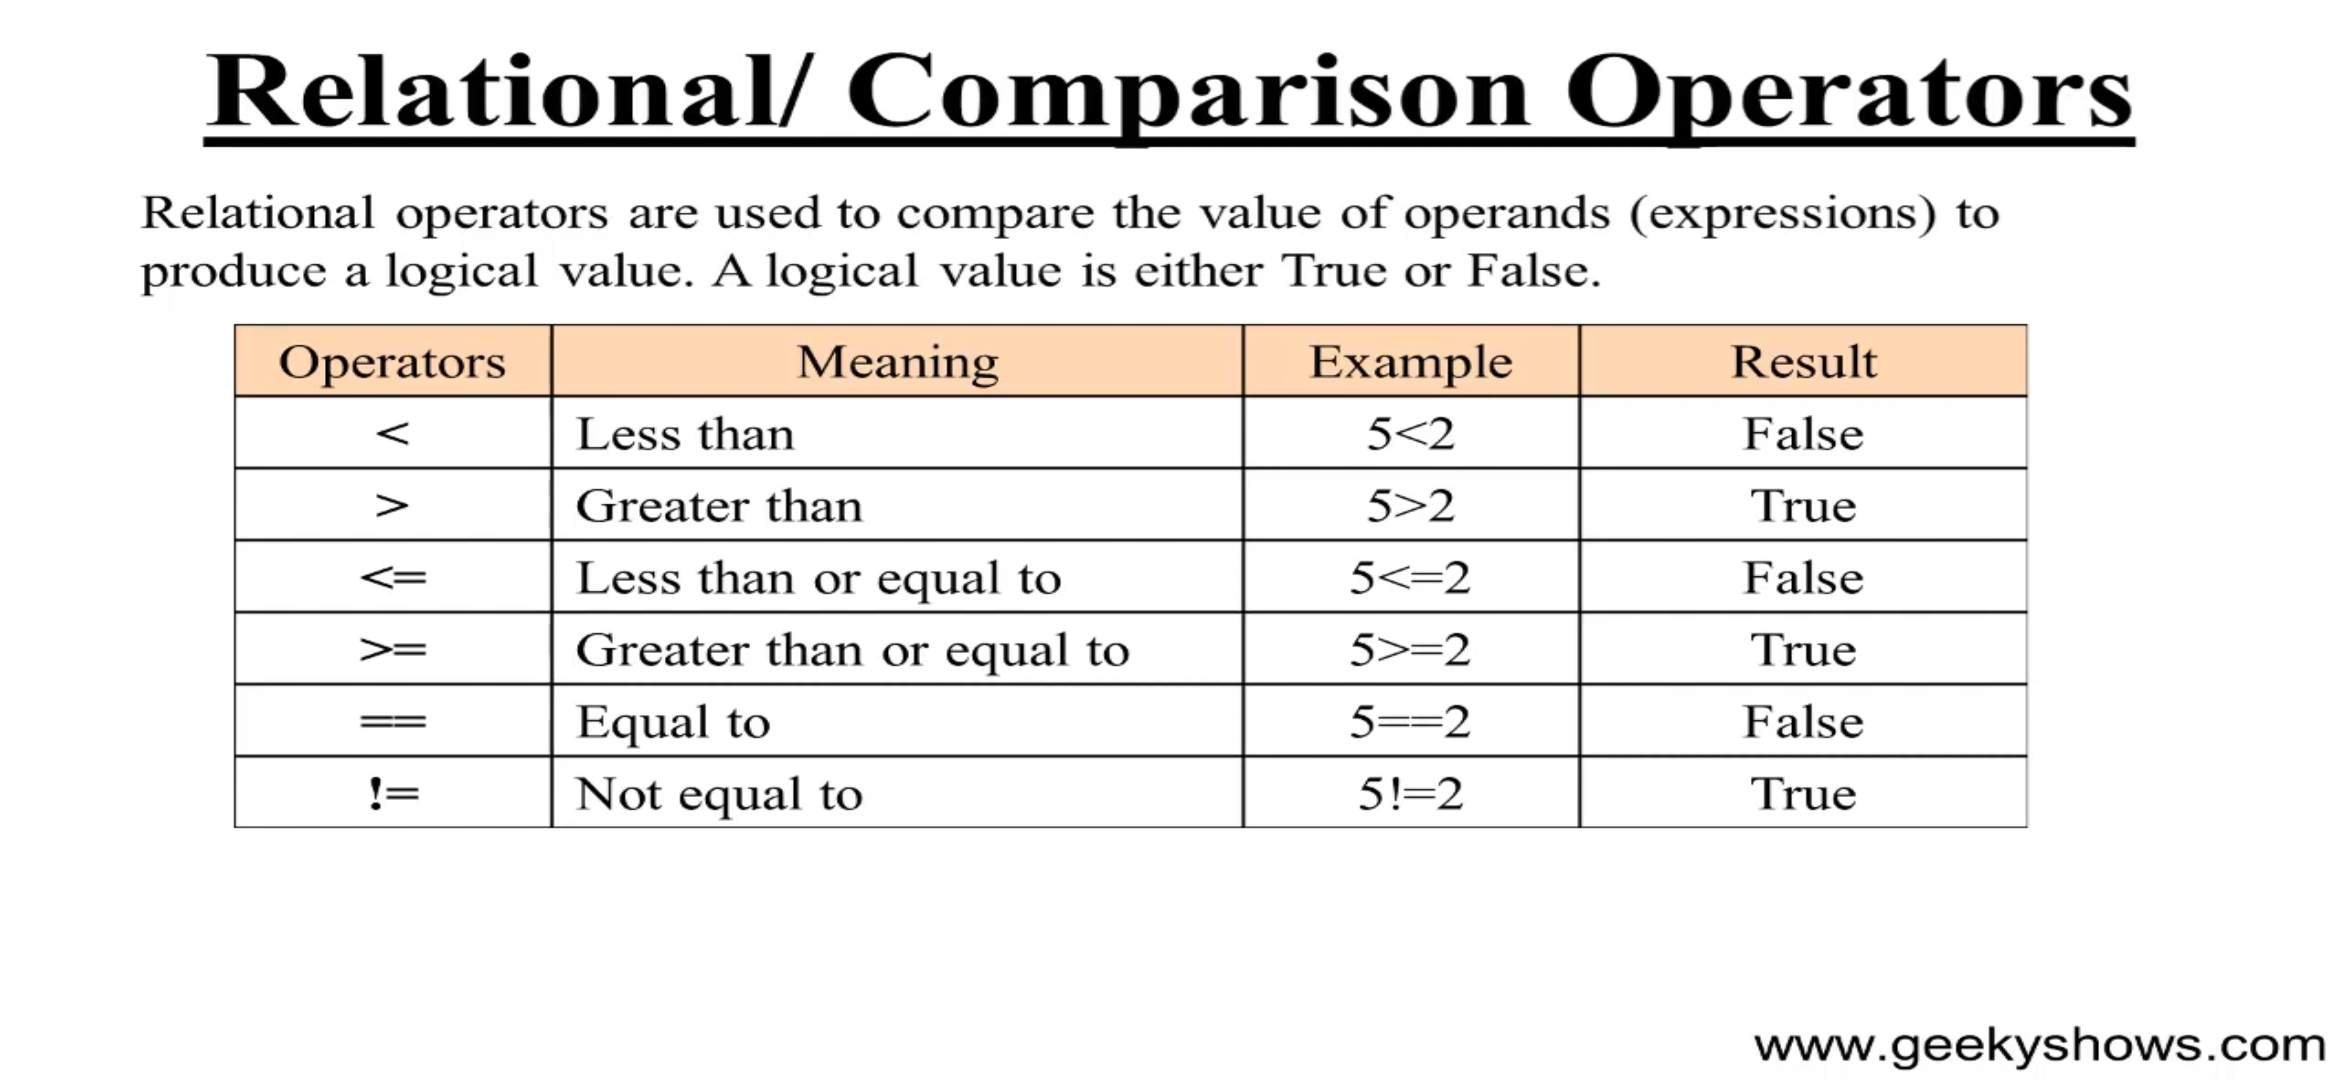 Relational/ Comparison Operators
Relational operators are used to compare the value of operands (expressions) to
produce a logical value. A logical value is either True or False.
Operators Meaning Example Result
< Less than 5<2 False
> Greater than 5>2 True
<= Less than or equal to 5<=2 False
>= Greater than or equal to 5>=2 True
== Equal to 5==2 False
!= Not equal to 5!=2 True
www.geekyshows.com